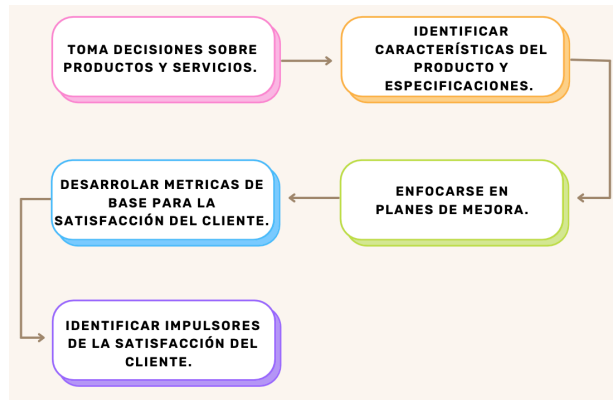 TOMA DECISIONES SOBRE
PRODUCTOS Y SERVICIOS.
IDENTIFICAR
CARACTERÍSTICAS DEL
PRODUCTO Y
ESPECIFICACIONES.
ENFOCARSE EN
PLANES DE MEJORA.
DESARROLAR METRICAS DE
BASE PARA LA
SATISFACCIÓN DEL CLIENTE.
IDENTIFICAR IMPULSORES
DE LA SATISFACCIÓN DEL
CLIENTE.